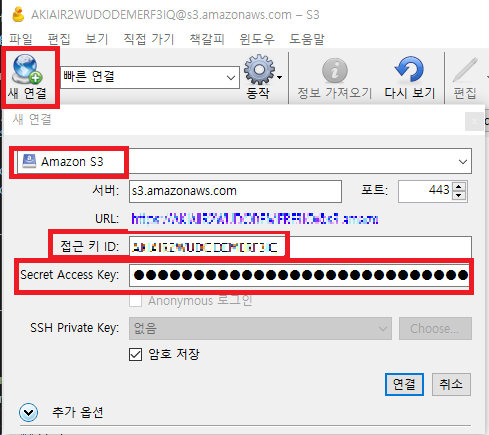 AKIAIR2WUDODEMERF3IQ@s3.amazonaws.com – S3
파일 편집 보기 직접 가기 책갈피 윈도우 도움말
새 연결 빠른 연결 동작 정보 가져오기 다시 보기 편집
새 연결
Amazon S3
서버: s3.amazonaws.com 포트: 443
URL:
접근 키 ID:
Secret Access Key: ●●●●●●●●●●●●●●●●●●●●●●●●●●●●
Anonymous 로그인
SSH Private Key: 없음 Choose...
암호 저장
연결 취소
추가 옵션